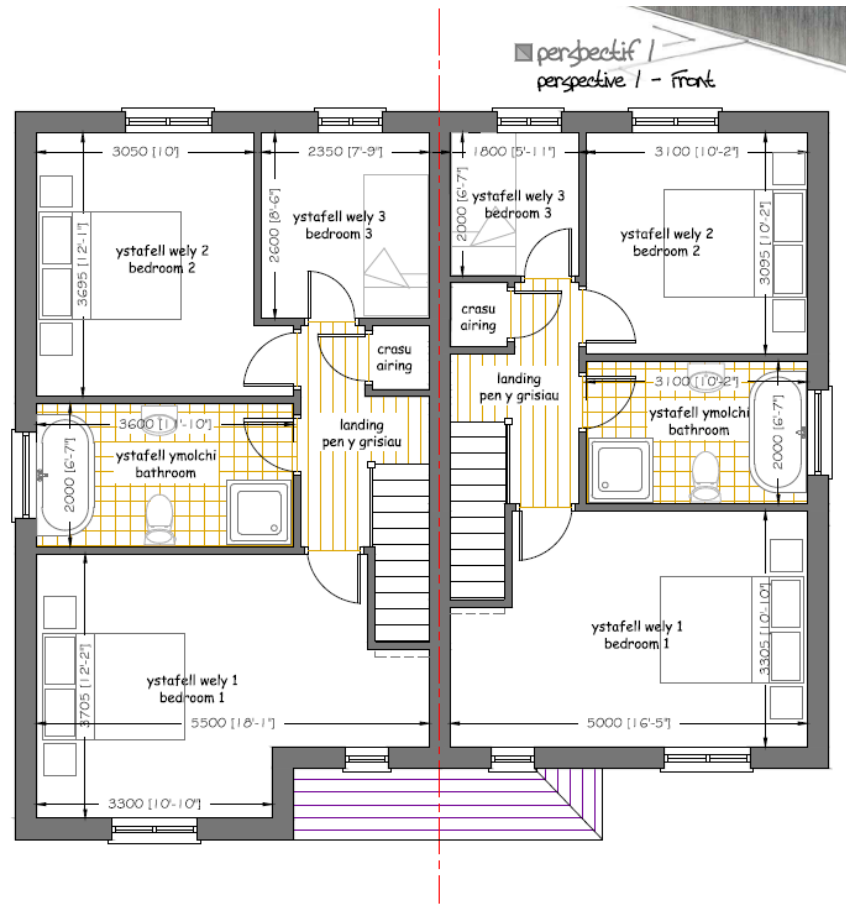 perspectif 1
perspective 1 - Front
3050 [10']
2350 [7'-9"]
1800 [5'-11"]
3100 [10'-2"]
ystafell wely 2
bedroom 2
3695 [12'-1"]
ystafell wely 3
bedroom 3
2600 [8'-6"]
ystafell wely 3
bedroom 3
2000 [6'-7"]
ystafell wely 2
bedroom 2
3095 [10'-2"]
crasu
airing
crasu
airing
landing
pen y grisiau
landing
pen y grisiau
3600 [11'-10"]
ystafell ymolchi
bathroom
2000 [6'-7"]
3100 [10'-2"]
ystafell ymolchi
bathroom
2000 [6'-7"]
ystafell wely 1
bedroom 1
3705 [12'-2"]
5500 [18'-1"]
3300 [10'-10"]
ystafell wely 1
bedroom 1
3305 [10'-10"]
5000 [16'-5"]